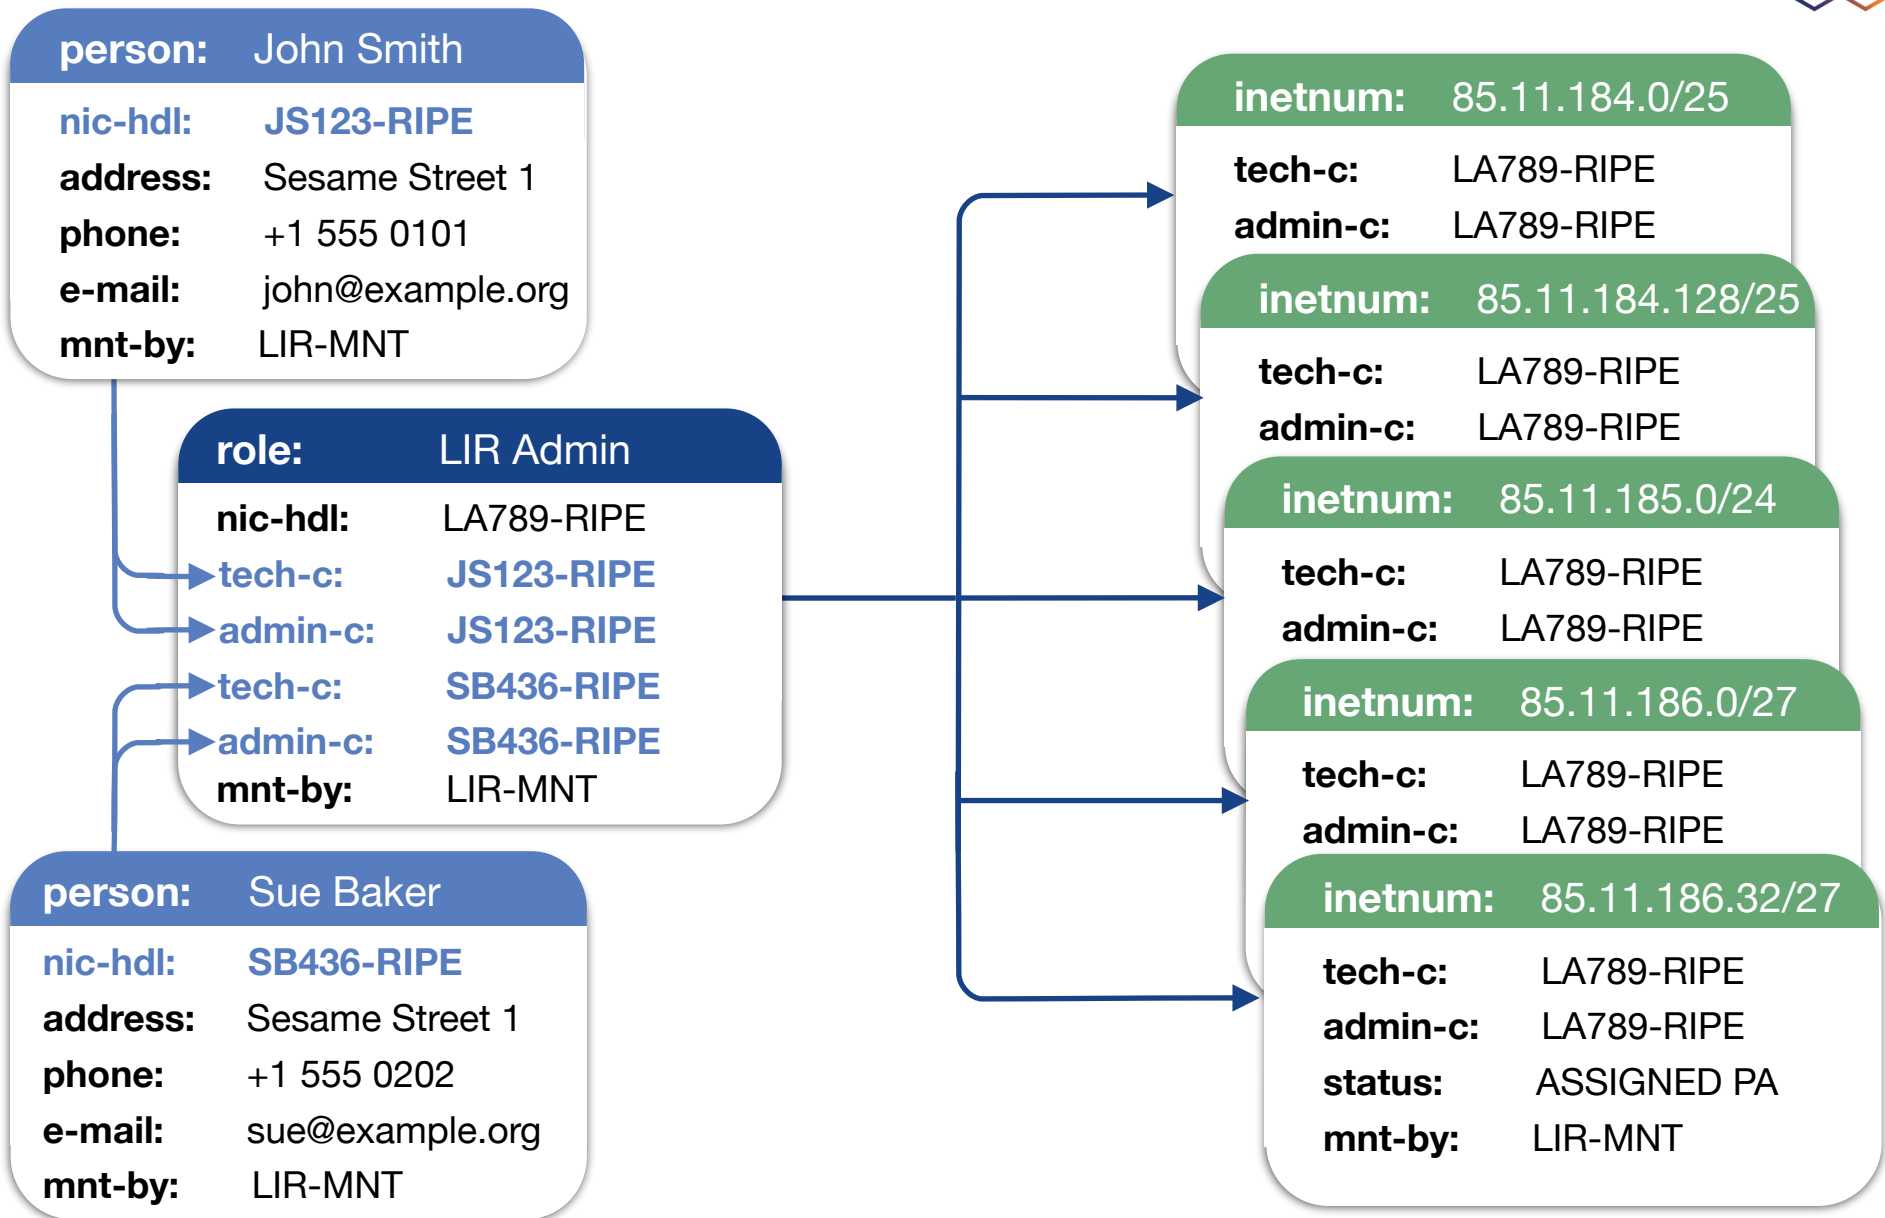 person: John Smith
nic-hdl: JS123-RIPE
address: Sesame Street 1
phone: +1 555 0101
e-mail: john@example.org
mnt-by: LIR-MNT
role: LIR Admin
nic-hdl: LA789-RIPE
tech-c: JS123-RIPE
admin-c: JS123-RIPE
tech-c: SB436-RIPE
admin-c: SB436-RIPE
mnt-by: LIR-MNT
person: Sue Baker
nic-hdl: SB436-RIPE
address: Sesame Street 1
phone: +1 555 0202
e-mail: sue@example.org
mnt-by: LIR-MNT
inetnum: 85.11.184.0/25
tech-c: LA789-RIPE
admin-c: LA789-RIPE
inetnum: 85.11.184.128/25
tech-c: LA789-RIPE
admin-c: LA789-RIPE
inetnum: 85.11.185.0/24
tech-c: LA789-RIPE
admin-c: LA789-RIPE
inetnum: 85.11.186.0/27
tech-c: LA789-RIPE
admin-c: LA789-RIPE
inetnum: 85.11.186.32/27
tech-c: LA789-RIPE
admin-c: LA789-RIPE
status: ASSIGNED PA
mnt-by: LIR-MNT